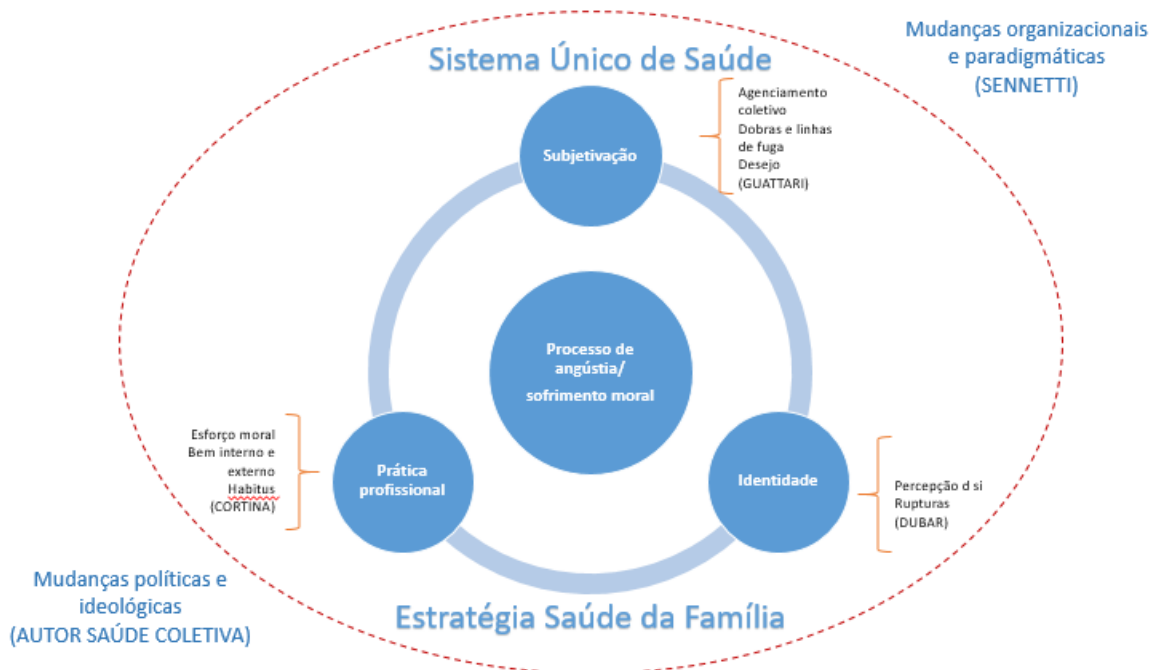 Mudanças organizacionais
e paradigmáticas
(SENNETTI)
Sistema Único de Saúde
Agenciamento
coletivo
Dobras e linhas
de fuga
Desejo
(GUATTARI)
Subjetivação
Processo de
angústia/
sofrimento moral
Esforço moral
Bem interno e
externo
Habitus
(CORTINA)
Prática
profissional
Identidade
Percepção d si
Rupturas
(DUBAR)
Mudanças políticas e
ideológicas
(AUTOR SAÚDE COLETIVA)
Estratégia Saúde da Família